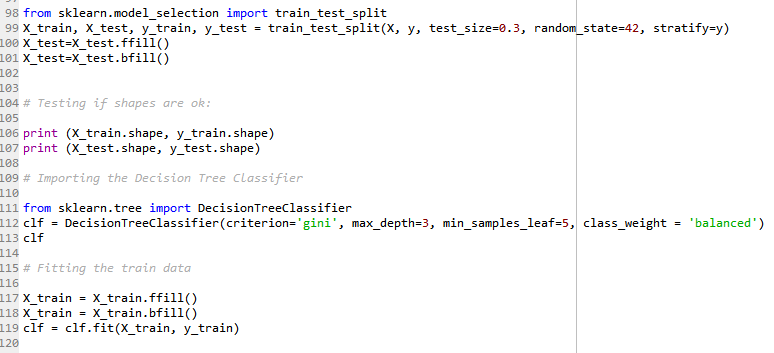 98 from sklearn.model_selection import train_test_split
99 X_train, X_test, y_train, y_test = train_test_split(X, y, test_size=0.3, random_state=42, stratify=y)
100 X_test=X_test.ffill()
101 X_test=X_test.bfill()
102
103
104 # Testing if shapes are ok:
105
106 print (X_train.shape, y_train.shape)
107 print (X_test.shape, y_test.shape)
108
109 # Importing the Decision Tree Classifier
110
111 from sklearn.tree import DecisionTreeClassifier
112 clf = DecisionTreeClassifier(criterion='gini', max_depth=3, min_samples_leaf=5, class_weight = 'balanced')
113 clf
114
115 # Fitting the train data
116
117 X_train = X_train.ffill()
118 X_train = X_train.bfill()
119 clf = clf.fit(X_train, y_train)
120